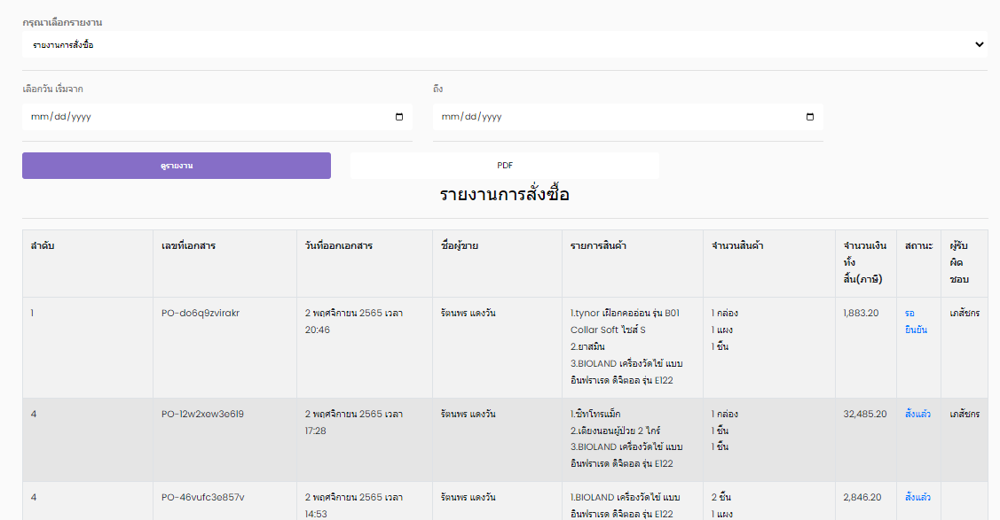 กรุณาเลือกรายงาน
รายงานการสั่งซื้อ
เลือกวัน เริ่มจาก
ถึง
mm/dd/yyyy
mm/dd/yyyy
ดูรายงาน
PDF
รายงานการสั่งซื้อ
ลำดับ
เลขที่เอกสาร
วันที่ออกเอกสาร
ชื่อผู้ขาย
รายการสินค้า
จำนวนสินค้า
จำนวนเงิน
ทั้ง
สิ้น(ภาษี)
สถานะ
ผู้รับ
ผิด
ชอบ
1
PO-do6q9zvirakr
2 พฤศจิกายน 2565 เวลา
20:46
รัตนพร แดงวัน
1.tynor เฝือกคออ่อน รุ่น B01
Collar Soft ไซส์ S
2.ยาสมิน
3.BIOLAND เครื่องวัดไข้ แบบ
อินฟราเรด ดิจิตอล รุ่น E122
1 กล่อง
1 แผง
1 ชิ้น
1,883.20
รอ
ยืนยัน
เภสัชกร
4
PO-12w2xew3e6l9
2 พฤศจิกายน 2565 เวลา
17:28
รัตนพร แดงวัน
1.ซิทโทรแม็ก
2.เตียงนอนผู้ป่วย 2 ไกร์
3.BIOLAND เครื่องวัดไข้ แบบ
อินฟราเรด ดิจิตอล รุ่น E122
1 กล่อง
1 ชิ้น
1 ชิ้น
32,485.20
สั่งแล้ว
เภสัชกร
4
PO-46vufc3e857v
2 พฤศจิกายน 2565 เวลา
14:53
รัตนพร แดงวัน
1.BIOLAND เครื่องวัดไข้ แบบ
อินฟราเรด ดิจิตอล รุ่น E122
2 ชิ้น
1 แผง
2,846.20
สั่งแล้ว